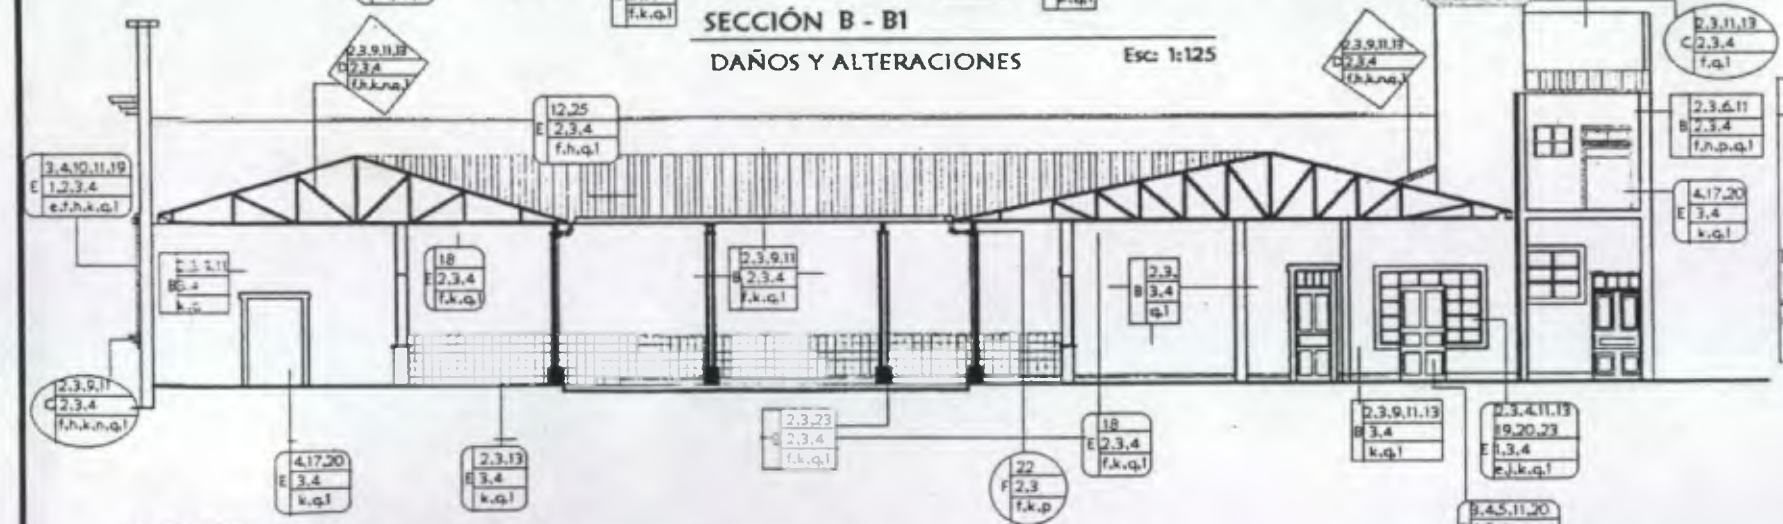 f.k.q.1
SECCIÓN B - B1
DAÑOS Y ALTERACIONES
Esc: 1:125
2.3.9.11.13
D 2.3.4
f.h.k.n.q.1
2.3.9.11.13
D 2.3.4
f.h.k.n.q.1
2.3.11.13
C 2.3.4
f.q.1
12.25
E 2.3.4
f.h.q.1
2.3.6.11
B 2.3.4
f.n.p.q.1
3.4.10.11.19
E 1.2.3.4
e.f.h.k.q.1
4.17.20
E 3.4
k.q.1
B
18
E 2.3.4
f.k.q.1
2.3.9.11
B 2.3.4
f.k.q.1
2.3.
B 3.4
q.1
2.3.9.11
C 2.3.4
f.h.k.n.q.1
4.17.20
E 3.4
k.q.1
2.3.13
E 3.4
k.q.1
2.3.23
2.3.4
f.k.q.1
22
F 2.3
f.k.p
18
E 2.3.4
f.k.q.1
2.3.9.11.13
B 3.4
k.q.1
2.3.4.11.13
19.20.23
E 1.3.4
e.j.k.q.1
3.4.5.11.20